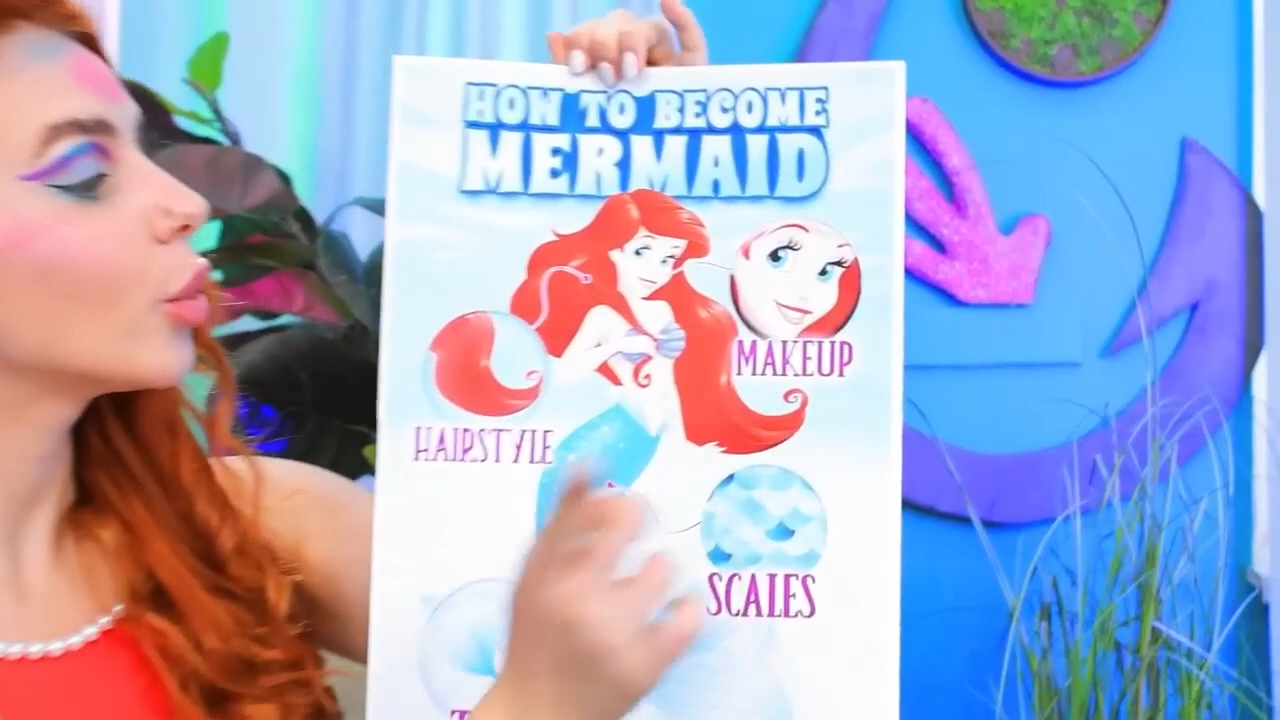 HOW TO BECOME
MERMAID
MAKEUP
HAIRSTYLE
SCALES